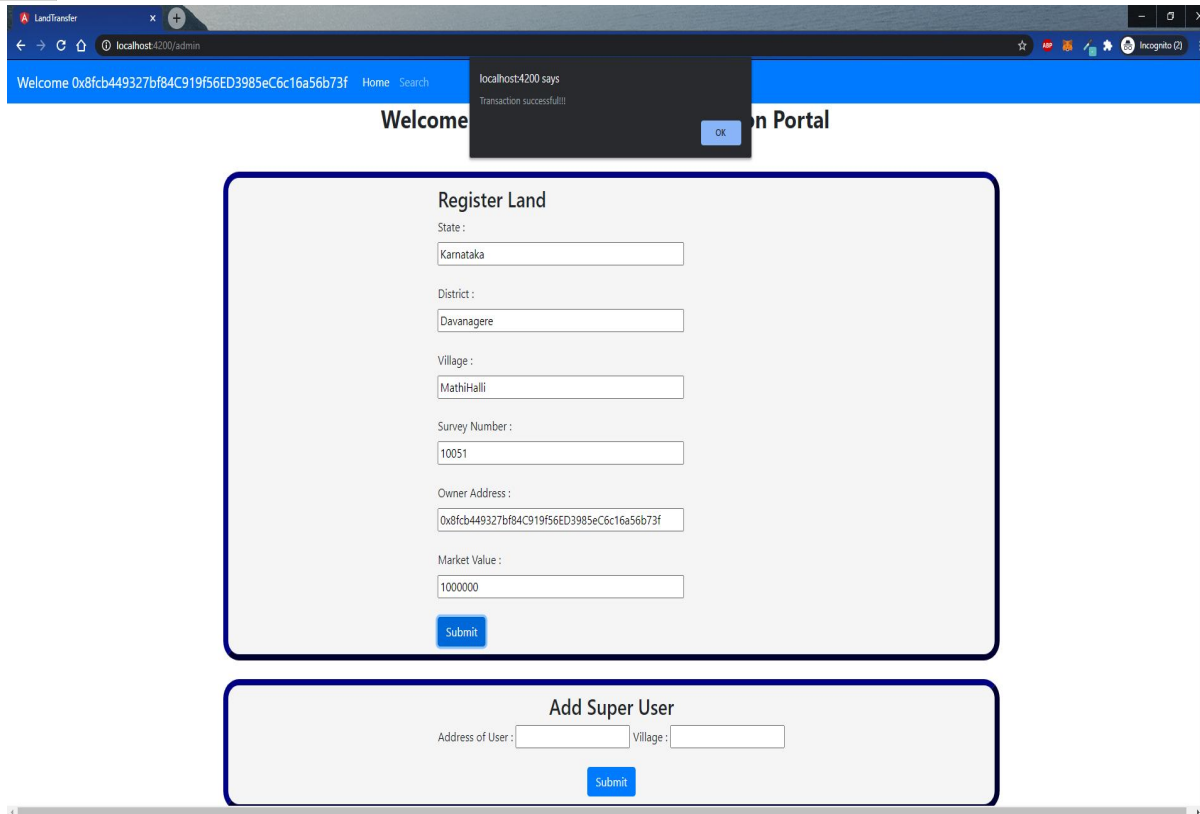 LandTransfer
localhost:4200/admin
ABP
Incognito (2)
Welcome 0x8fcb449327bf84C919f56ED3985eC6c16a56b73f Home Search
localhost:4200 says
Transaction successful!!!
OK
Welcome n Portal
Register Land
State :
Karnataka
District :
Davanagere
Village :
MathiHalli
Survey Number :
10051
Owner Address :
0x8fcb449327bf84C919f56ED3985eC6c16a56b73f
Market Value :
1000000
Submit
Add Super User
Address of User : Village :
Submit